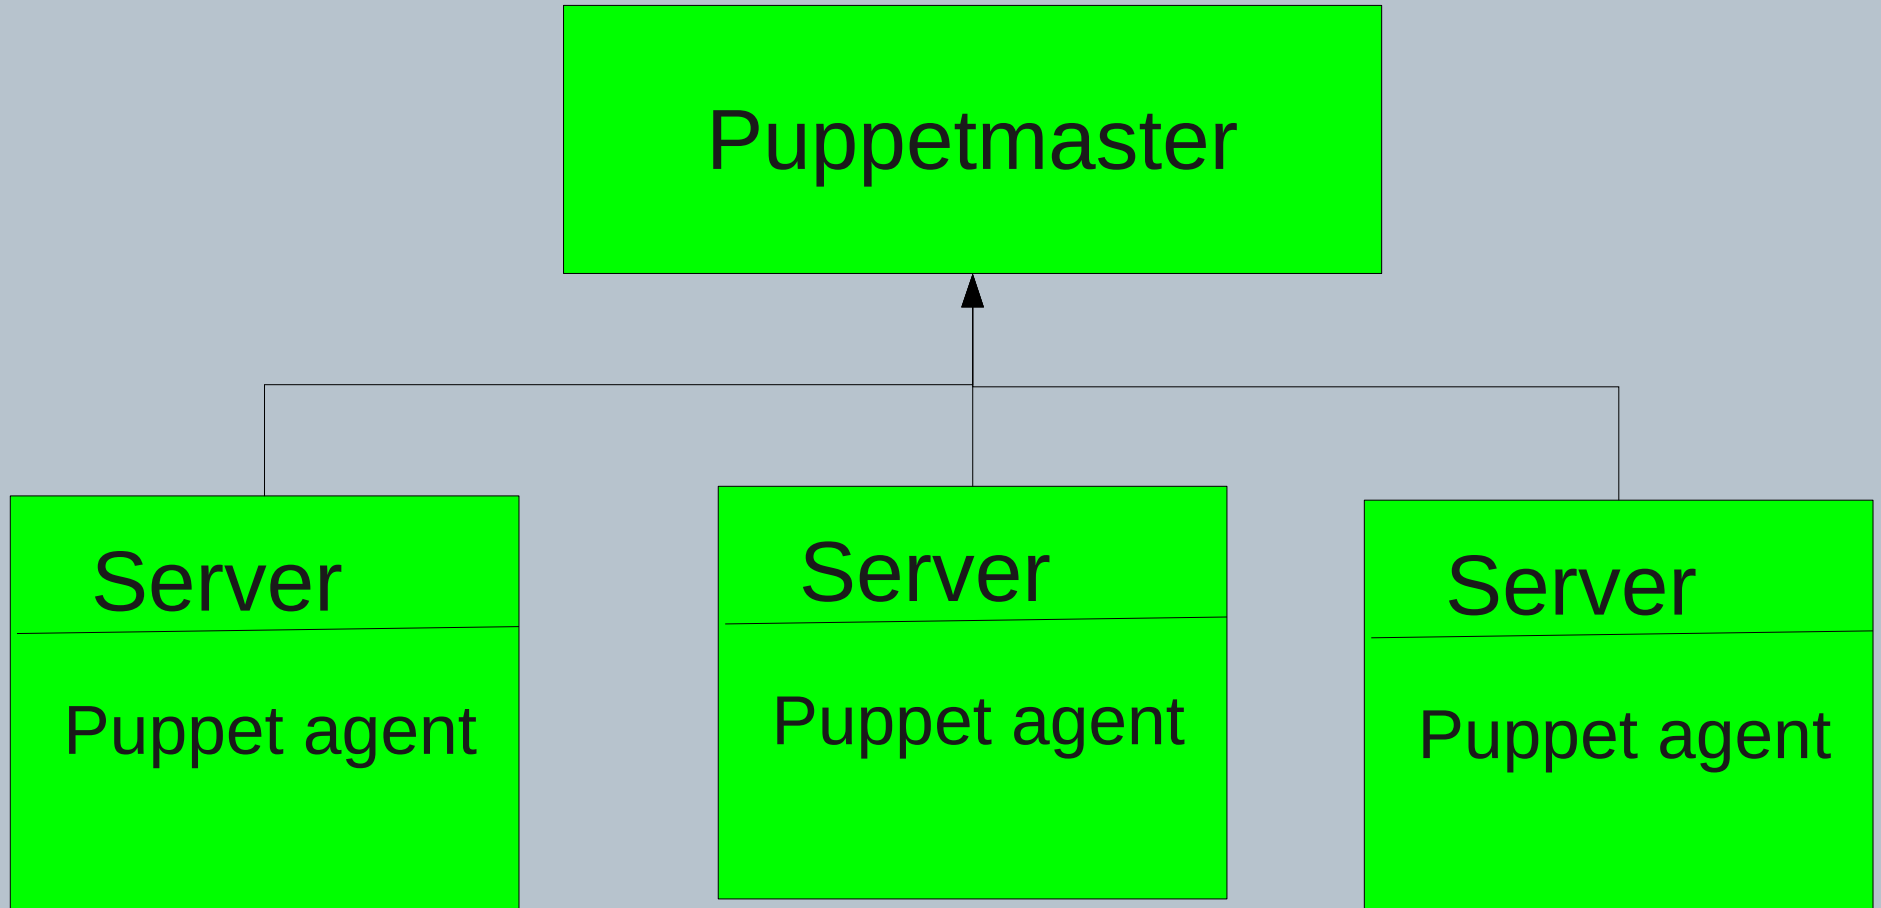 Puppetmaster
Server
Puppet agent
Server
Puppet agent
Server
Puppet agent